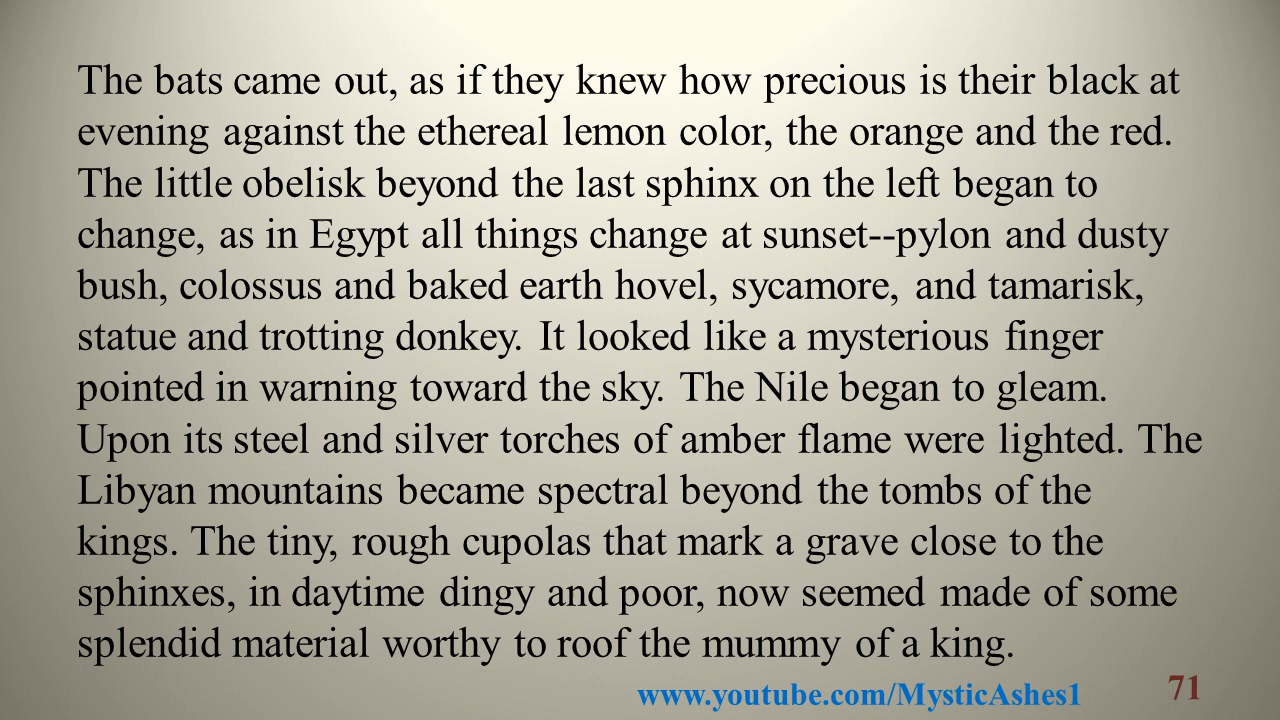 The bats came out, as if they knew how precious is their black at
evening against the ethereal lemon color, the orange and the red.
The little obelisk beyond the last sphinx on the left began to
change, as in Egypt all things change at sunset--pylon and dusty
bush, colossus and baked earth hovel, sycamore, and tamarisk,
statue and trotting donkey. It looked like a mysterious finger
pointed in warning toward the sky. The Nile began to gleam.
Upon its steel and silver torches of amber flame were lighted. The
Libyan mountains became spectral beyond the tombs of the
kings. The tiny, rough cupolas that mark a grave close to the
sphinxes, in daytime dingy and poor, now seemed made of some
splendid material worthy to roof the mummy of a king.
www.youtube.com/MysticAshes1 71